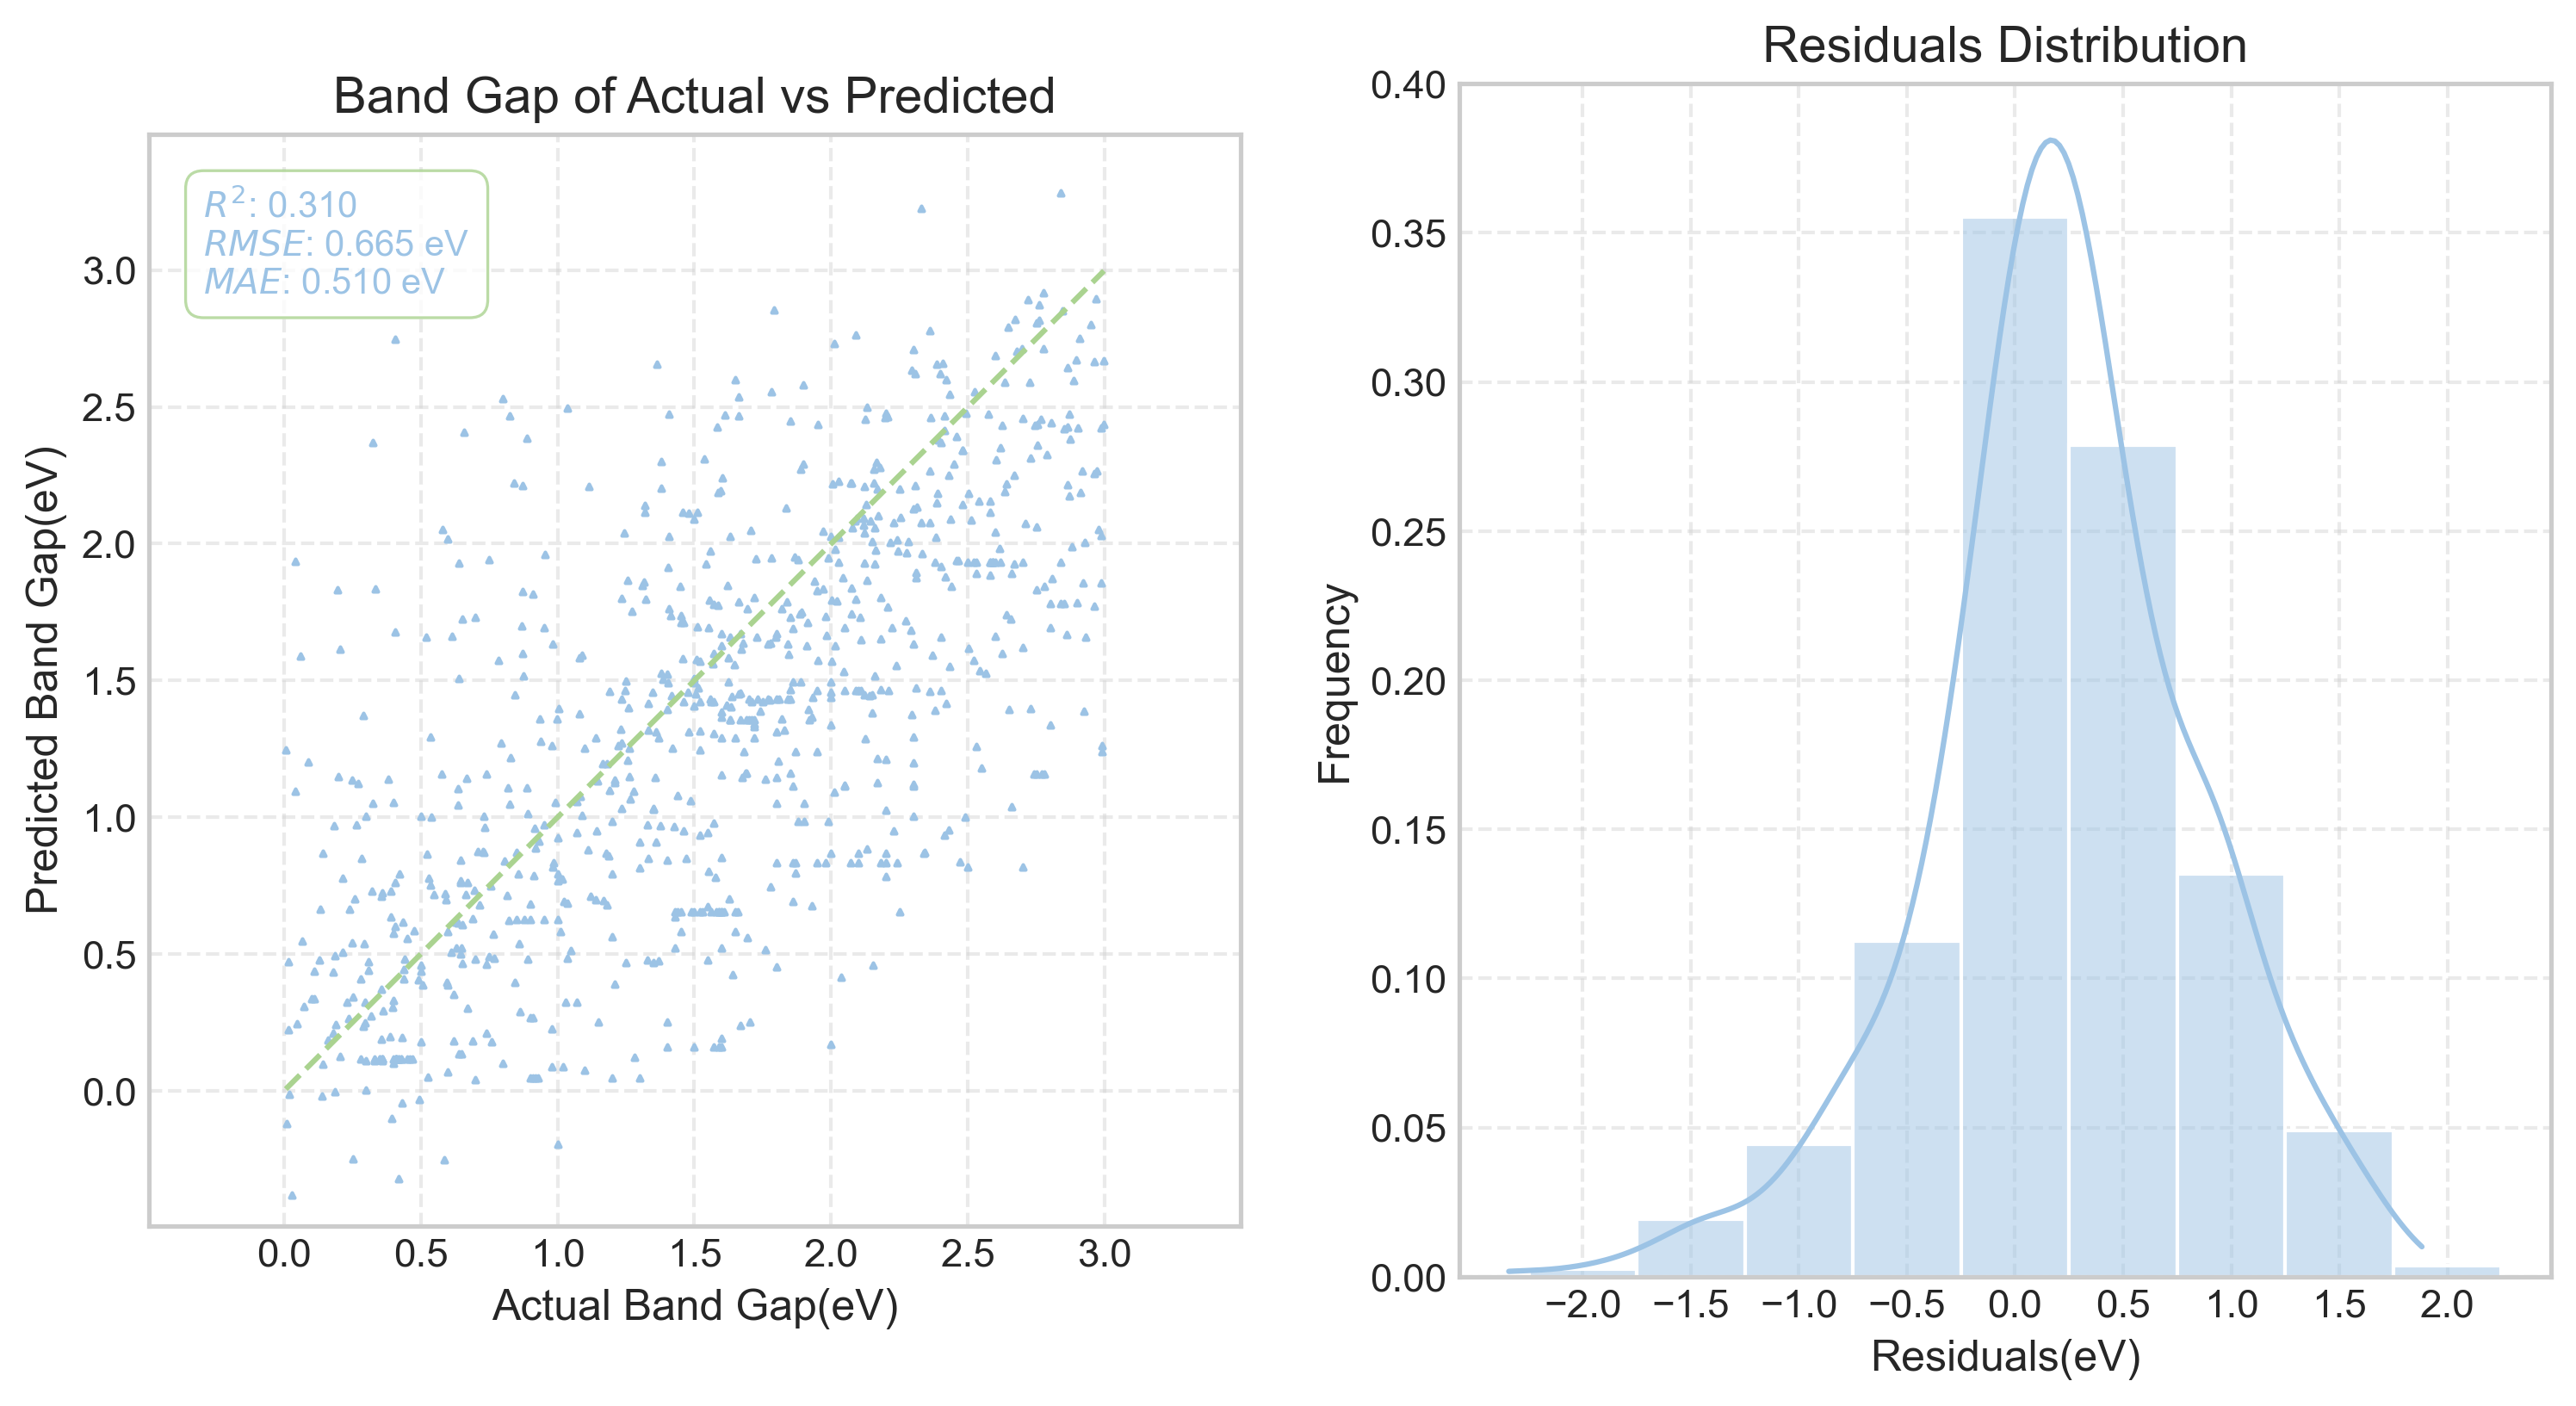 Band Gap of Actual vs Predicted
R²: 0.310
RMSE: 0.665 eV
MAE: 0.510 eV
Predicted Band Gap(eV)
3.0
2.5
2.0
1.5
1.0
0.5
0.0
0.0 0.5 1.0 1.5 2.0 2.5 3.0
Actual Band Gap(eV)
Residuals Distribution
Frequency
0.40
0.35
0.30
0.25
0.20
0.15
0.10
0.05
0.00
−2.0 −1.5 −1.0 −0.5 0.0 0.5 1.0 1.5 2.0
Residuals(eV)